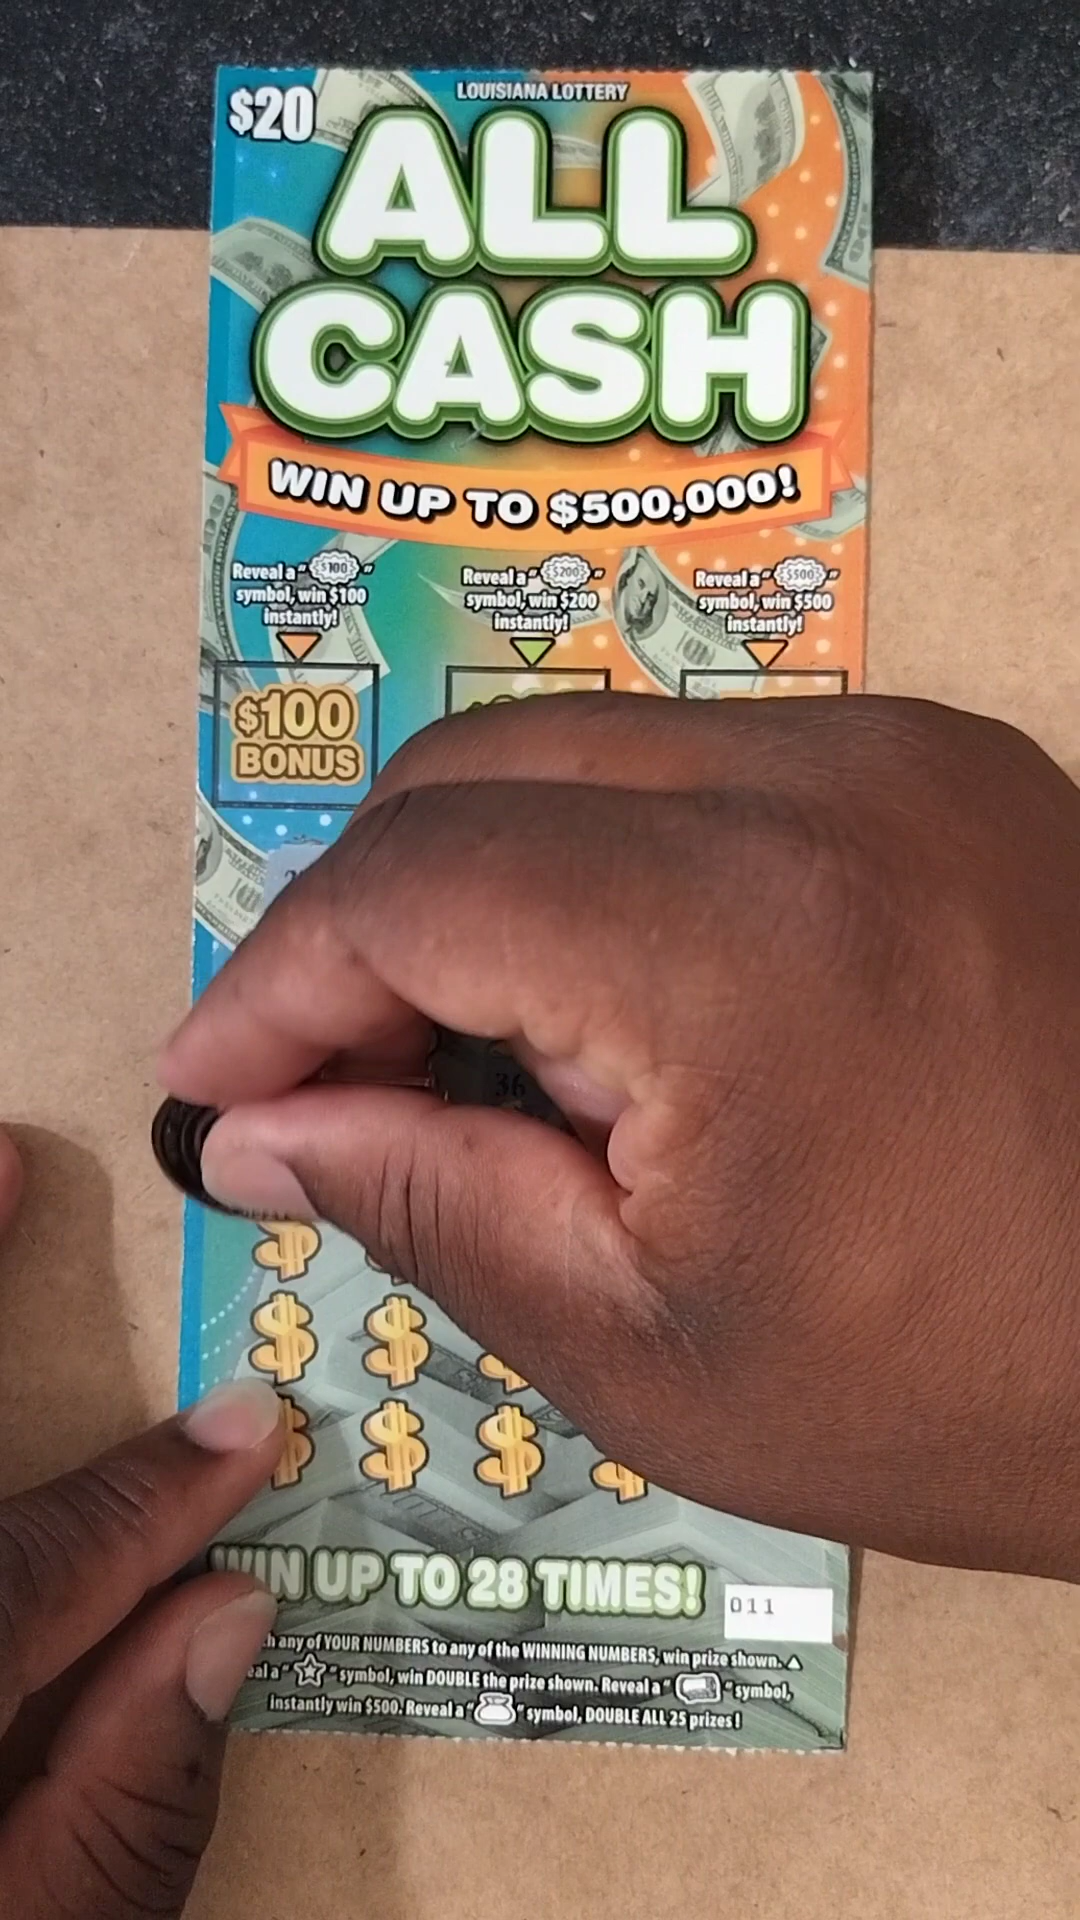 $20
LOUISIANA LOTTERY
ALL
CASH
WIN UP TO $500,000!
Reveal a "$100"
symbol, win $100
instantly!
Reveal a "$200"
symbol, win $200
instantly!
Reveal a "$500"
symbol, win $500
instantly!
$100
BONUS
36
WIN UP TO 28 TIMES!
011
any of YOUR NUMBERS to any of the WINNING NUMBERS, win prize shown.
a " " symbol, win DOUBLE the prize shown. Reveal a " " symbol,
instantly win $500. Reveal a " " symbol, DOUBLE ALL 25 prizes!